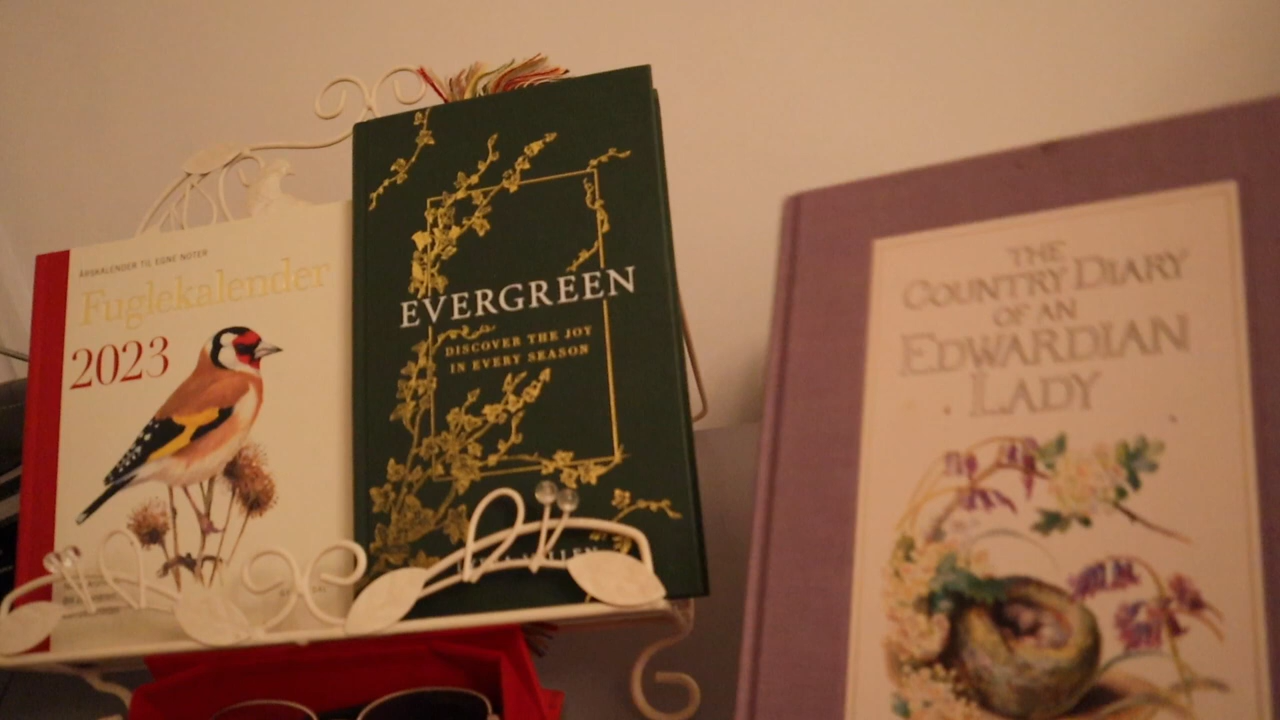 ÅRSKALENDER TIL EGNE NOTER
Fuglekalender
2023
EVERGREEN
DISCOVER THE JOY
IN EVERY SEASON
THE
COUNTRY DIARY
OF AN
EDWARDIAN
LADY